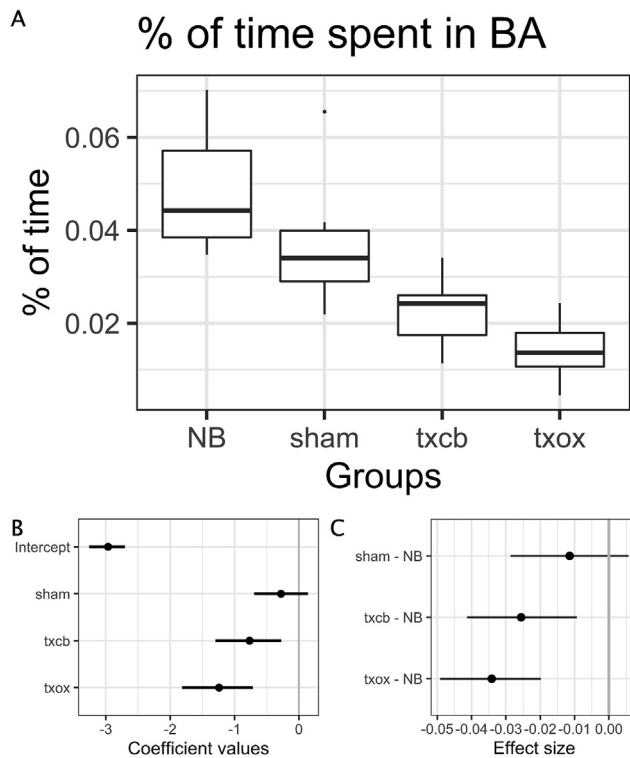 A
% of time spent in BA
% of time
0.06
0.04
0.02
NB sham txcb txox
Groups
B
Intercept
sham
txcb
txox
-3 -2 -1 0
Coefficient values
C
sham - NB
txcb - NB
txox - NB
-0.05 -0.04 -0.03 -0.02 -0.01 0.00
Effect size